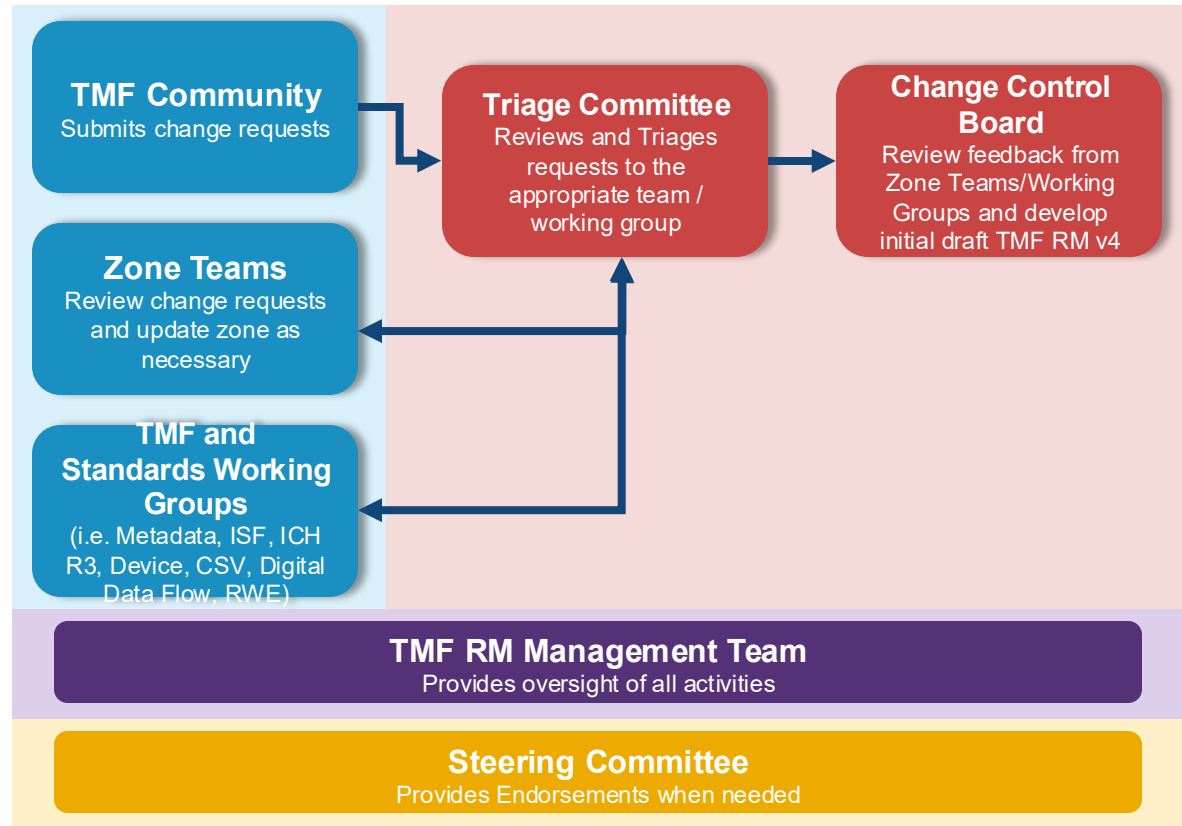 TMF Community
Submits change requests
Zone Teams
Review change requests
and update zone as
necessary
TMF and
Standards Working
Groups
(i.e. Metadata, ISF, ICH
R3, Device, CSV, Digital
Data Flow, RWE)
Triage Committee
Reviews and Triages
requests to the
appropriate team /
working group
Change Control
Board
Review feedback from
Zone Teams/Working
Groups and develop
initial draft TMF RM v4
TMF RM Management Team
Provides oversight of all activities
Steering Committee
Provides Endorsements when needed